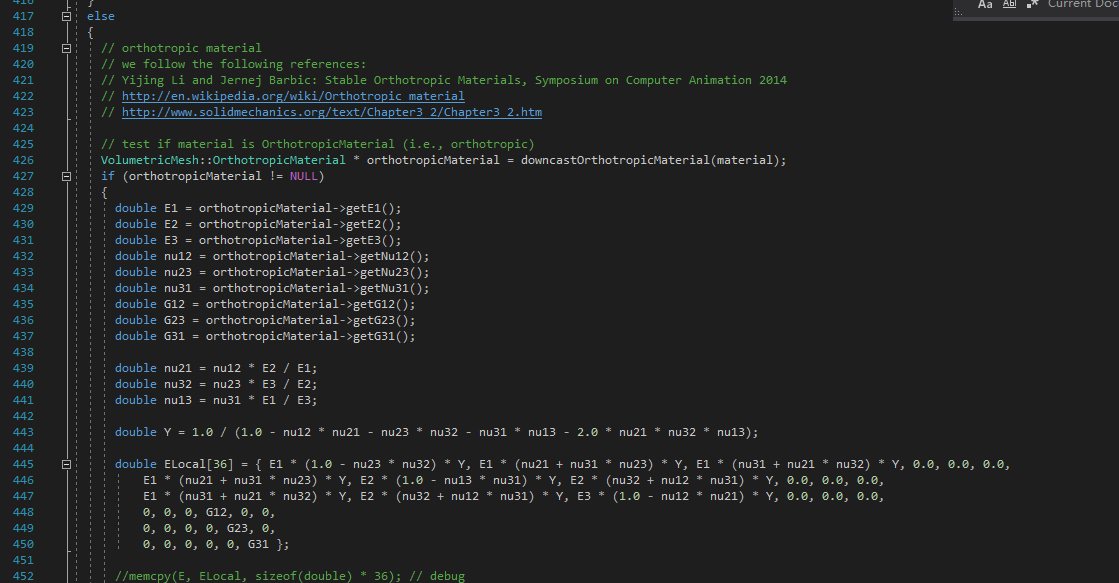 Aa Abl .* Current Doc
416 }
417 else
418 {
419 // orthotropic material
420 // we follow the following references:
421 // Yijing Li and Jernej Barbic: Stable Orthotropic Materials, Symposium on Computer Animation 2014
422 // http://en.wikipedia.org/wiki/Orthotropic_material
423 // http://www.solidmechanics.org/text/Chapter3_2/Chapter3_2.htm
424
425 // test if material is OrthotropicMaterial (i.e., orthotropic)
426 VolumetricMesh::OrthotropicMaterial * orthotropicMaterial = downcastOrthotropicMaterial(material);
427 if (orthotropicMaterial != NULL)
428 {
429 double E1 = orthotropicMaterial->getE1();
430 double E2 = orthotropicMaterial->getE2();
431 double E3 = orthotropicMaterial->getE3();
432 double nu12 = orthotropicMaterial->getNu12();
433 double nu23 = orthotropicMaterial->getNu23();
434 double nu31 = orthotropicMaterial->getNu31();
435 double G12 = orthotropicMaterial->getG12();
436 double G23 = orthotropicMaterial->getG23();
437 double G31 = orthotropicMaterial->getG31();
438
439 double nu21 = nu12 * E2 / E1;
440 double nu32 = nu23 * E3 / E2;
441 double nu13 = nu31 * E1 / E3;
442
443 double Y = 1.0 / (1.0 - nu12 * nu21 - nu23 * nu32 - nu31 * nu13 - 2.0 * nu21 * nu32 * nu13);
444
445 double ELocal[36] = { E1 * (1.0 - nu23 * nu32) * Y, E1 * (nu21 + nu31 * nu23) * Y, E1 * (nu31 + nu21 * nu32) * Y, 0.0, 0.0, 0.0,
446 E1 * (nu21 + nu31 * nu23) * Y, E2 * (1.0 - nu13 * nu31) * Y, E2 * (nu32 + nu12 * nu31) * Y, 0.0, 0.0, 0.0,
447 E1 * (nu31 + nu21 * nu32) * Y, E2 * (nu32 + nu12 * nu31) * Y, E3 * (1.0 - nu12 * nu21) * Y, 0.0, 0.0, 0.0,
448 0, 0, 0, G12, 0, 0,
449 0, 0, 0, 0, G23, 0,
450 0, 0, 0, 0, 0, G31 };
451
452 //memcpy(E, ELocal, sizeof(double) * 36); // debug